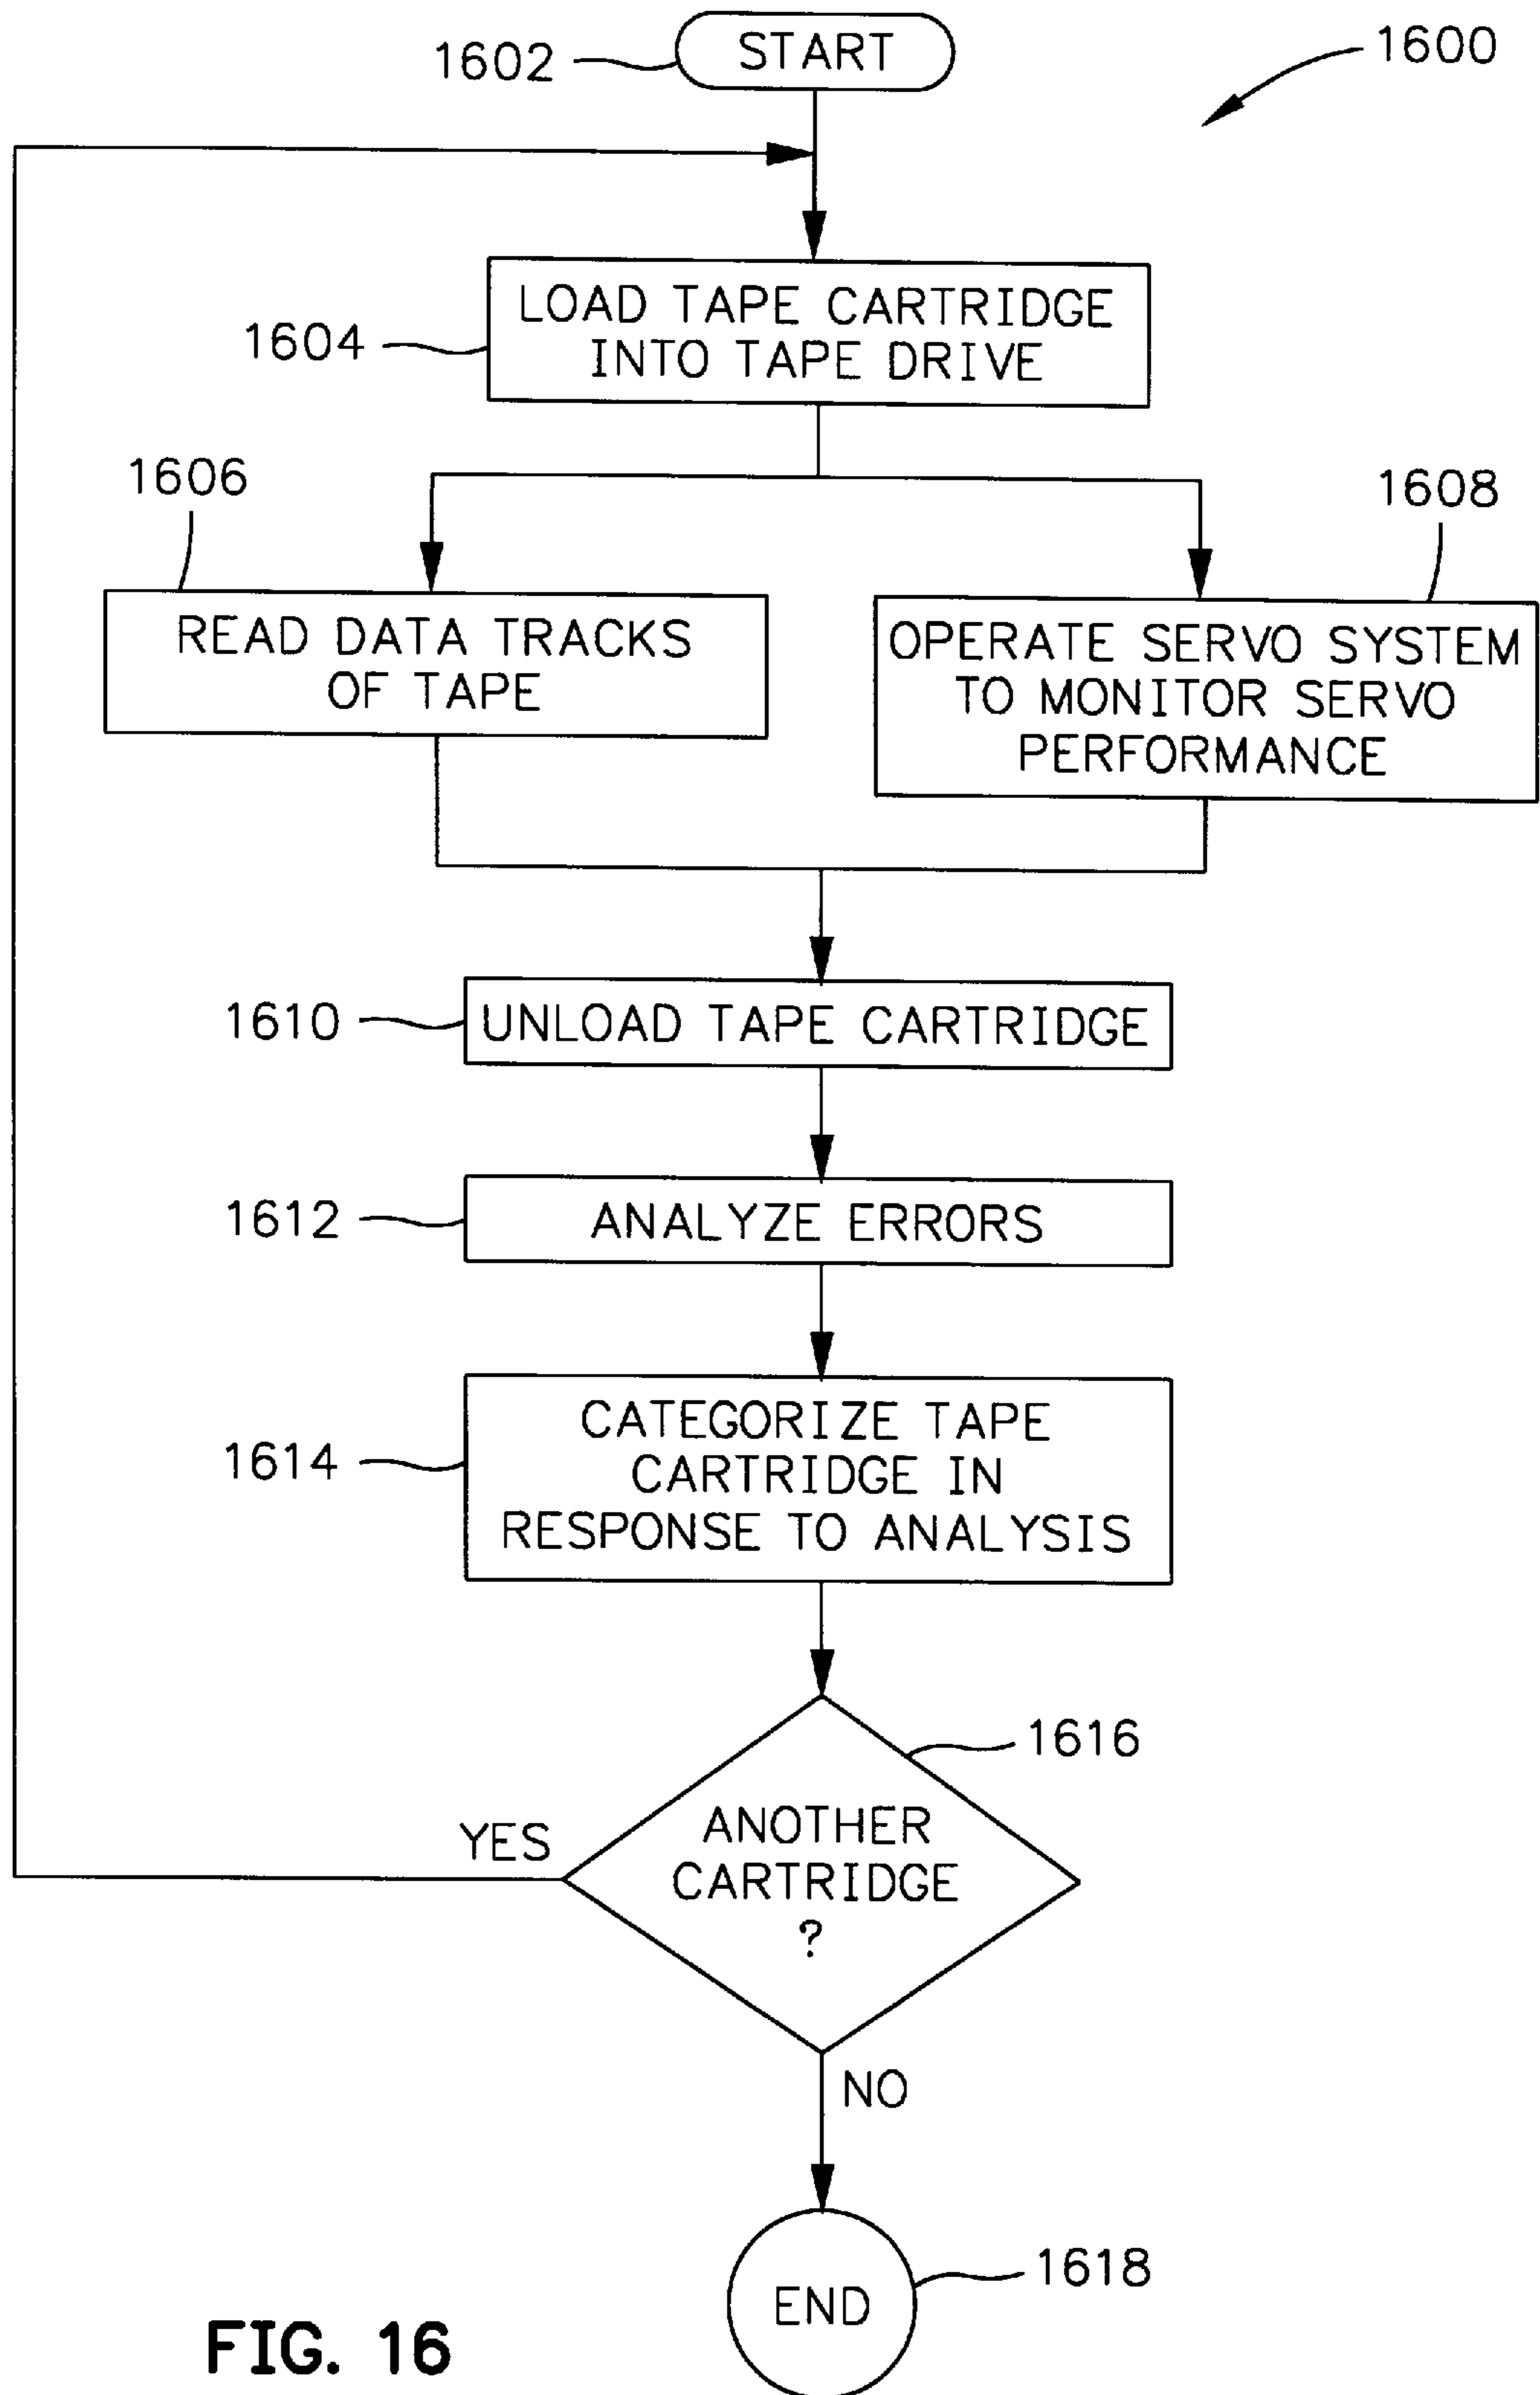 1602
START
1600
1604
LOAD TAPE CARTRIDGE
INTO TAPE DRIVE
1606
1608
READ DATA TRACKS
OF TAPE
OPERATE SERVO SYSTEM
TO MONITOR SERVO
PERFORMANCE
1610
UNLOAD TAPE CARTRIDGE
1612
ANALYZE ERRORS
1614
CATEGORIZE TAPE
CARTRIDGE IN
RESPONSE TO ANALYSIS
1616
YES
ANOTHER
CARTRIDGE
?
NO
1618
END
FIG. 16